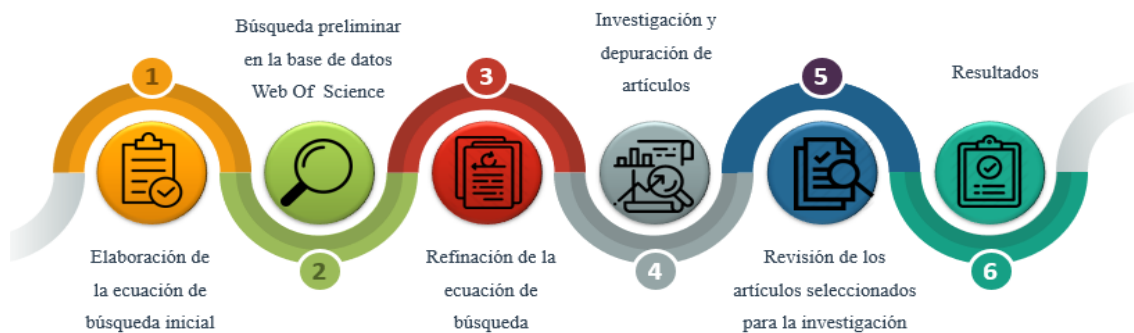 1
Elaboración de
la ecuación de
búsqueda inicial
Búsqueda preliminar
en la base de datos
Web Of Science
2
3
Refinación de la
ecuación de
búsqueda
Investigación y
depuración de
artículos
4
5
Revisión de los
artículos seleccionados
para la investigación
Resultados
6